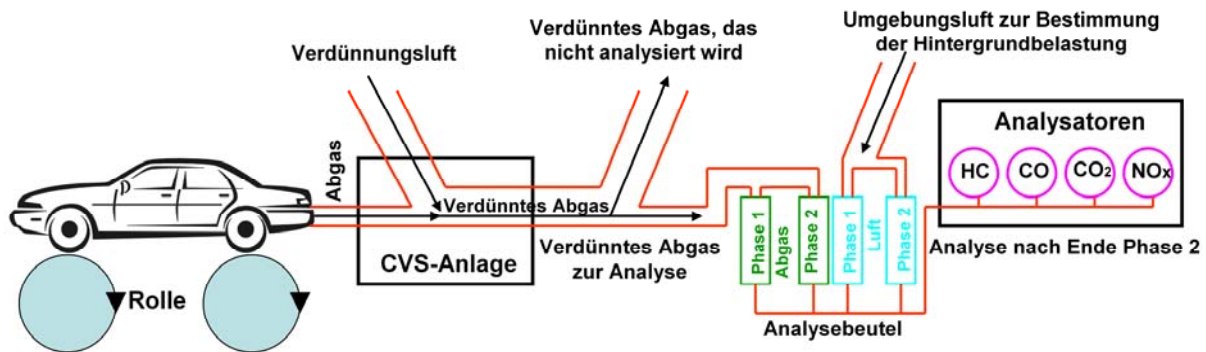 Verdünnungsluft
Verdünntes Abgas, das
nicht analysiert wird
Umgebungsluft zur Bestimmung
der Hintergrundbelastung
Abgas
Verdünntes Abgas
CVS-Anlage
Verdünntes Abgas
zur Analyse
Rolle
Phase 1
Abgas
Phase 2
Phase 1
Luft
Phase 2
Analysebeutel
Analysatoren
HC
CO
CO₂
NOx
Analyse nach Ende Phase 2